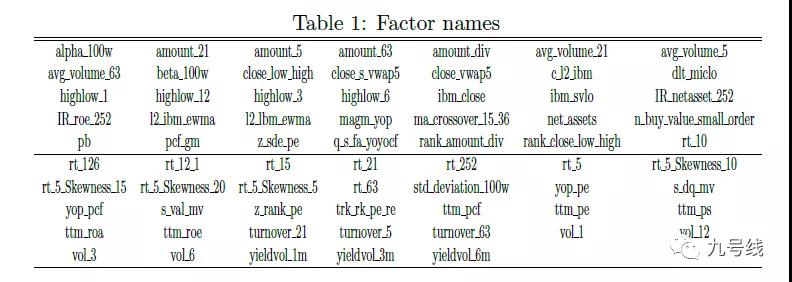 Table 1: Factor names
alpha_100w amount_21 amount_5 amount_63 amount_div avg_volume_21 avg_volume_5
avg_volume_63 beta_100w close_low_high close_s_vwap5 close_vwap5 c_l2_ibm dlt_miclo
highlow_1 highlow_12 highlow_3 highlow_6 ibm_close ibm_svlo IR_netasset_252
IR_roe_252 l2_ibm_ewma l2_lbm_ewma magm_yop ma_crossover_15_36 net_assets n_buy_value_small_order
pb pcf_gm z_sde_pe q_s_fa_yoyocf rank_amount_div rank_close_low_high rt_10
rt_126 rt_12_1 rt_15 rt_21 rt_252 rt_5 rt_5_Skewness_10
rt_5_Skewness_15 rt_5_Skewness_20 rt_5_Skewness_5 rt_63 std_deviation_100w yop_pe s_dq_mv
yop_pcf s_val_mv z_rank_pe trk_rk_pe_re ttm_pcf ttm_pe ttm_ps
ttm_roa ttm_roe turnover_21 turnover_5 turnover_63 vol_1 vol_12
vol_3 vol_6 yieldvol_1m yieldvol_3m yieldvol_6m
九号线